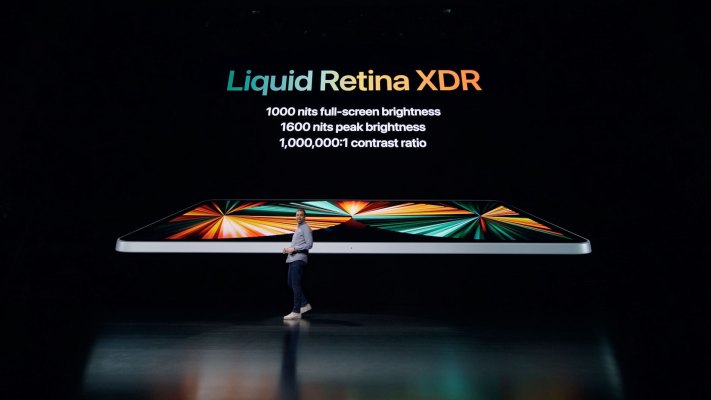 Liquid Retina XDR
1000 nits full-screen brightness
1600 nits peak brightness
1,000,000:1 contrast ratio